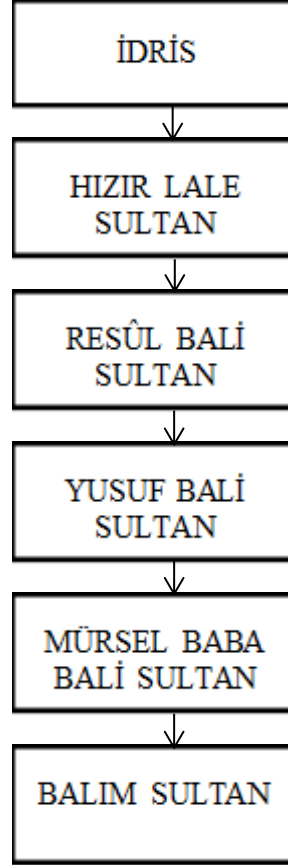 İDRİS
HIZIR LALE
SULTAN
RESÛL BALİ
SULTAN
YUSUF BALİ
SULTAN
MÜRSEL BABA
BALİ SULTAN
BALIM SULTAN